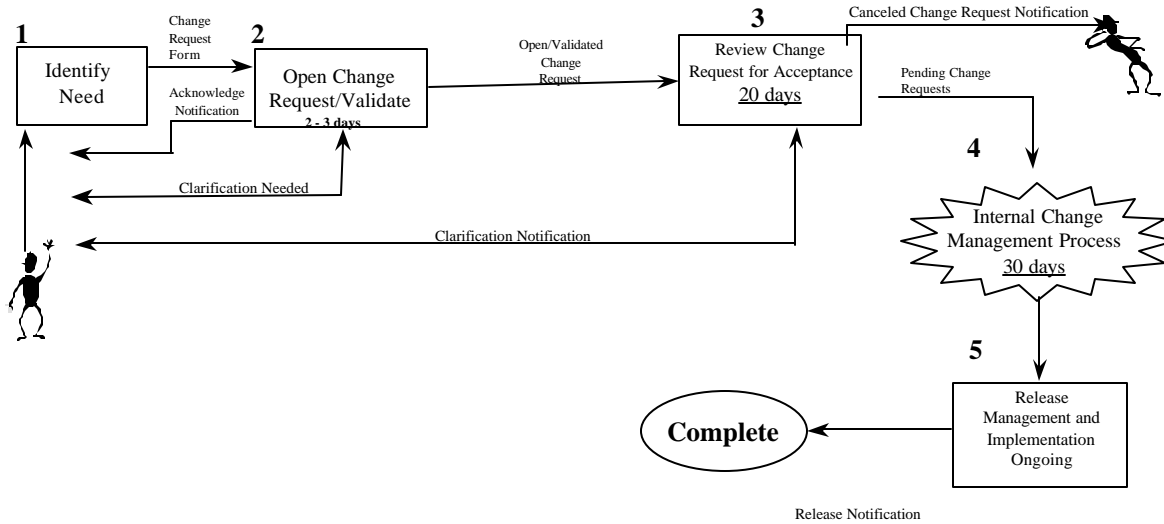 1
Identify
Need
Change
Request
Form
Acknowledge
Notification
2
Open Change
Request/Validate
2 - 3 days
Clarification Needed
Clarification Notification
Open/Validated
Change
Request
3
Review Change
Request for Acceptance
20 days
Canceled Change Request Notification
Pending Change
Requests
4
Internal Change
Management Process
30 days
5
Release
Management and
Implementation
Ongoing
Complete
Release Notification